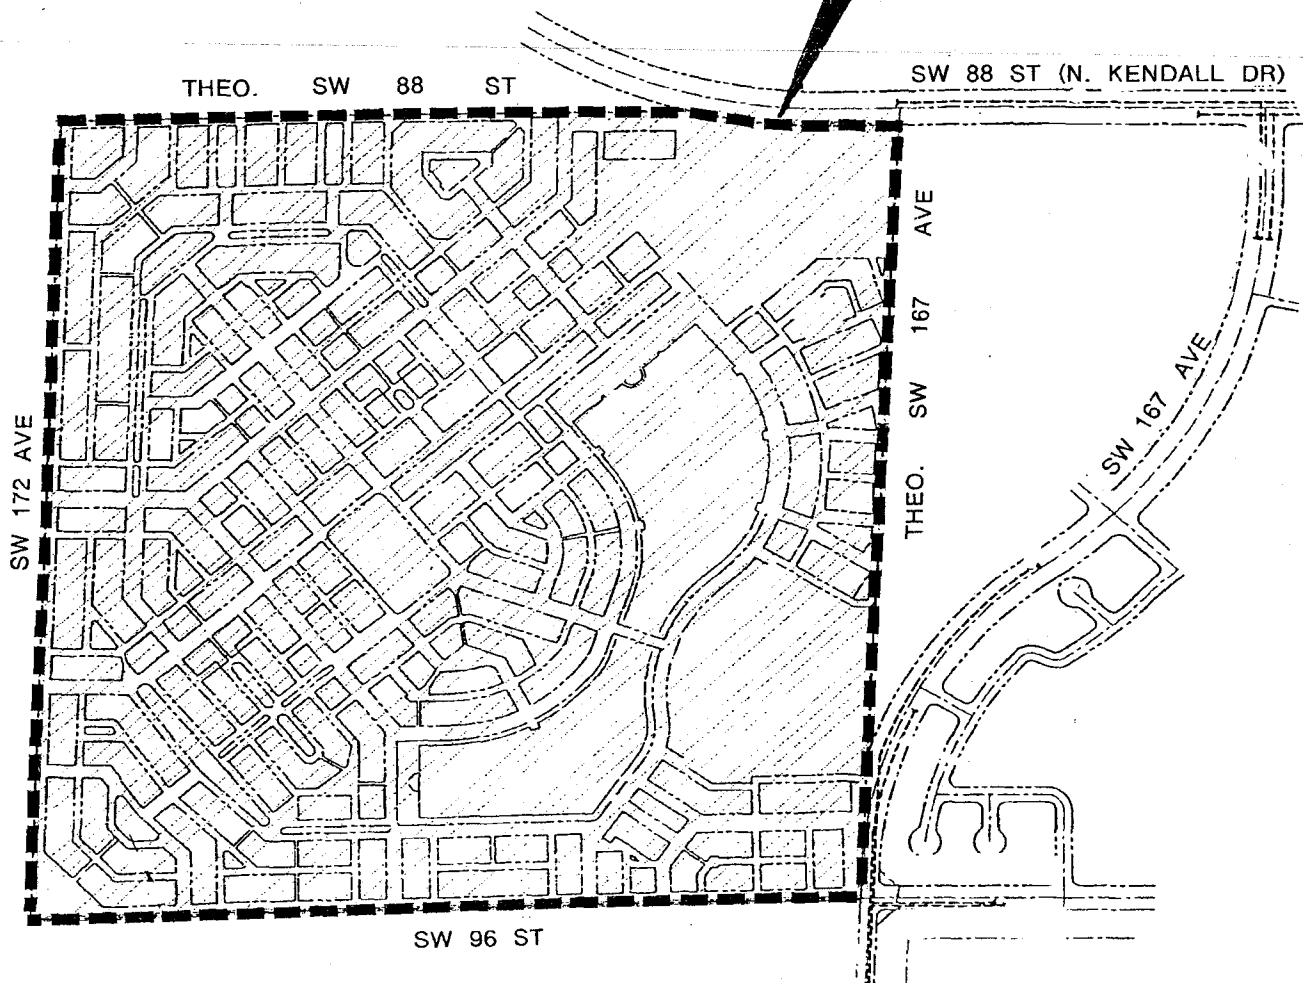 SW 88 ST (N. KENDALL DR)
THEO. SW 88 ST
THEO. SW 167 AVE
SW 167 AVE
SW 172 AVE
SW 96 ST